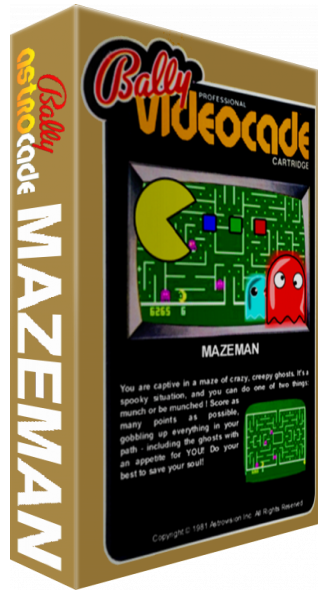 Bally
astrocade
MAZEMAN
Bally
PROFESSIONAL
VIDEOCADE
CARTRIDGE
6265 6
MAZEMAN
You are captive in a maze of crazy, creepy ghosts. It's a
spooky situation, and you can do one of two things:
munch or be munched ! Score as
many points as possible,
gobbling up everything in your
path - including the ghosts with
an appetite for YOU! Do your
best to save your soul!
Copyright © 1981 Astrovision Inc. All Rights Reserved